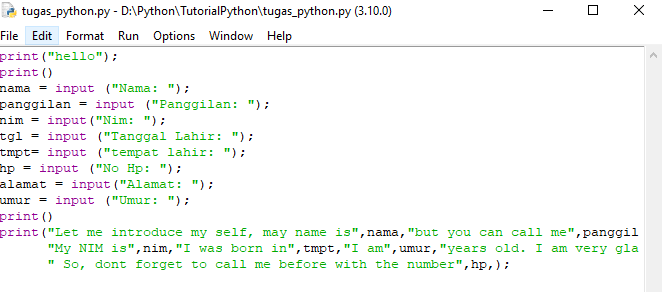 tugas_python.py - D:\Python\TutorialPython\tugas_python.py (3.10.0)
File Edit Format Run Options Window Help
print("hello");
print()
nama = input ("Nama: ");
panggilan = input ("Panggilan: ");
nim = input("Nim: ");
tgl = input ("Tanggal Lahir: ");
tmpt= input ("tempat lahir: ");
hp = input ("No Hp: ");
alamat = input("Alamat: ");
umur = input ("Umur: ");
print()
print("Let me introduce my self, may name is",nama,"but you can call me",panggil
"My NIM is",nim,"I was born in",tmpt,"I am",umur,"years old. I am very gla
" So, dont forget to call me before with the number",hp,);